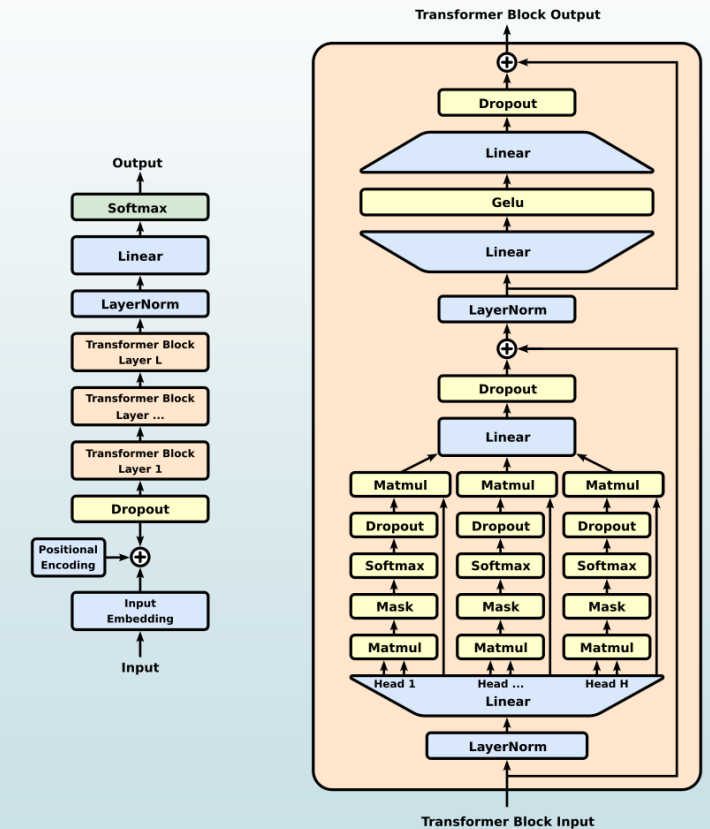 Output
Softmax
Linear
LayerNorm
Transformer Block
Layer L
Transformer Block
Layer ...
Transformer Block
Layer 1
Dropout
Positional
Encoding
Input
Embedding
Input
Transformer Block Output
Dropout
Linear
Gelu
Linear
LayerNorm
Dropout
Linear
Matmul Matmul Matmul
Dropout Dropout Dropout
Softmax Softmax Softmax
Mask Mask Mask
Matmul Matmul Matmul
Head 1 Head ... Head H
Linear
LayerNorm
Transformer Block Input